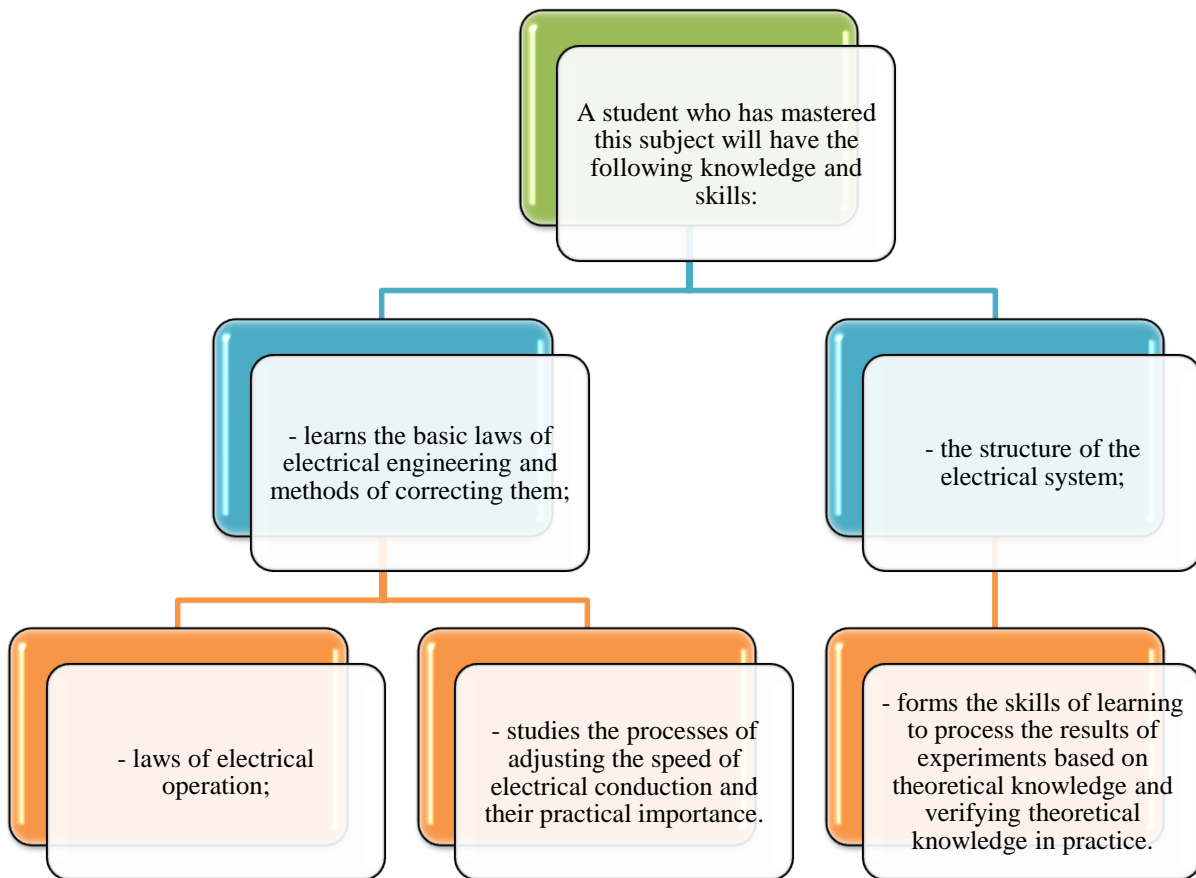 A student who has mastered
this subject will have the
following knowledge and
skills:
- learns the basic laws of
electrical engineering and
methods of correcting them;
- the structure of the
electrical system;
- laws of electrical
operation;
- studies the processes of
adjusting the speed of
electrical conduction and
their practical importance.
- forms the skills of learning
to process the results of
experiments based on
theoretical knowledge and
verifying theoretical
knowledge in practice.